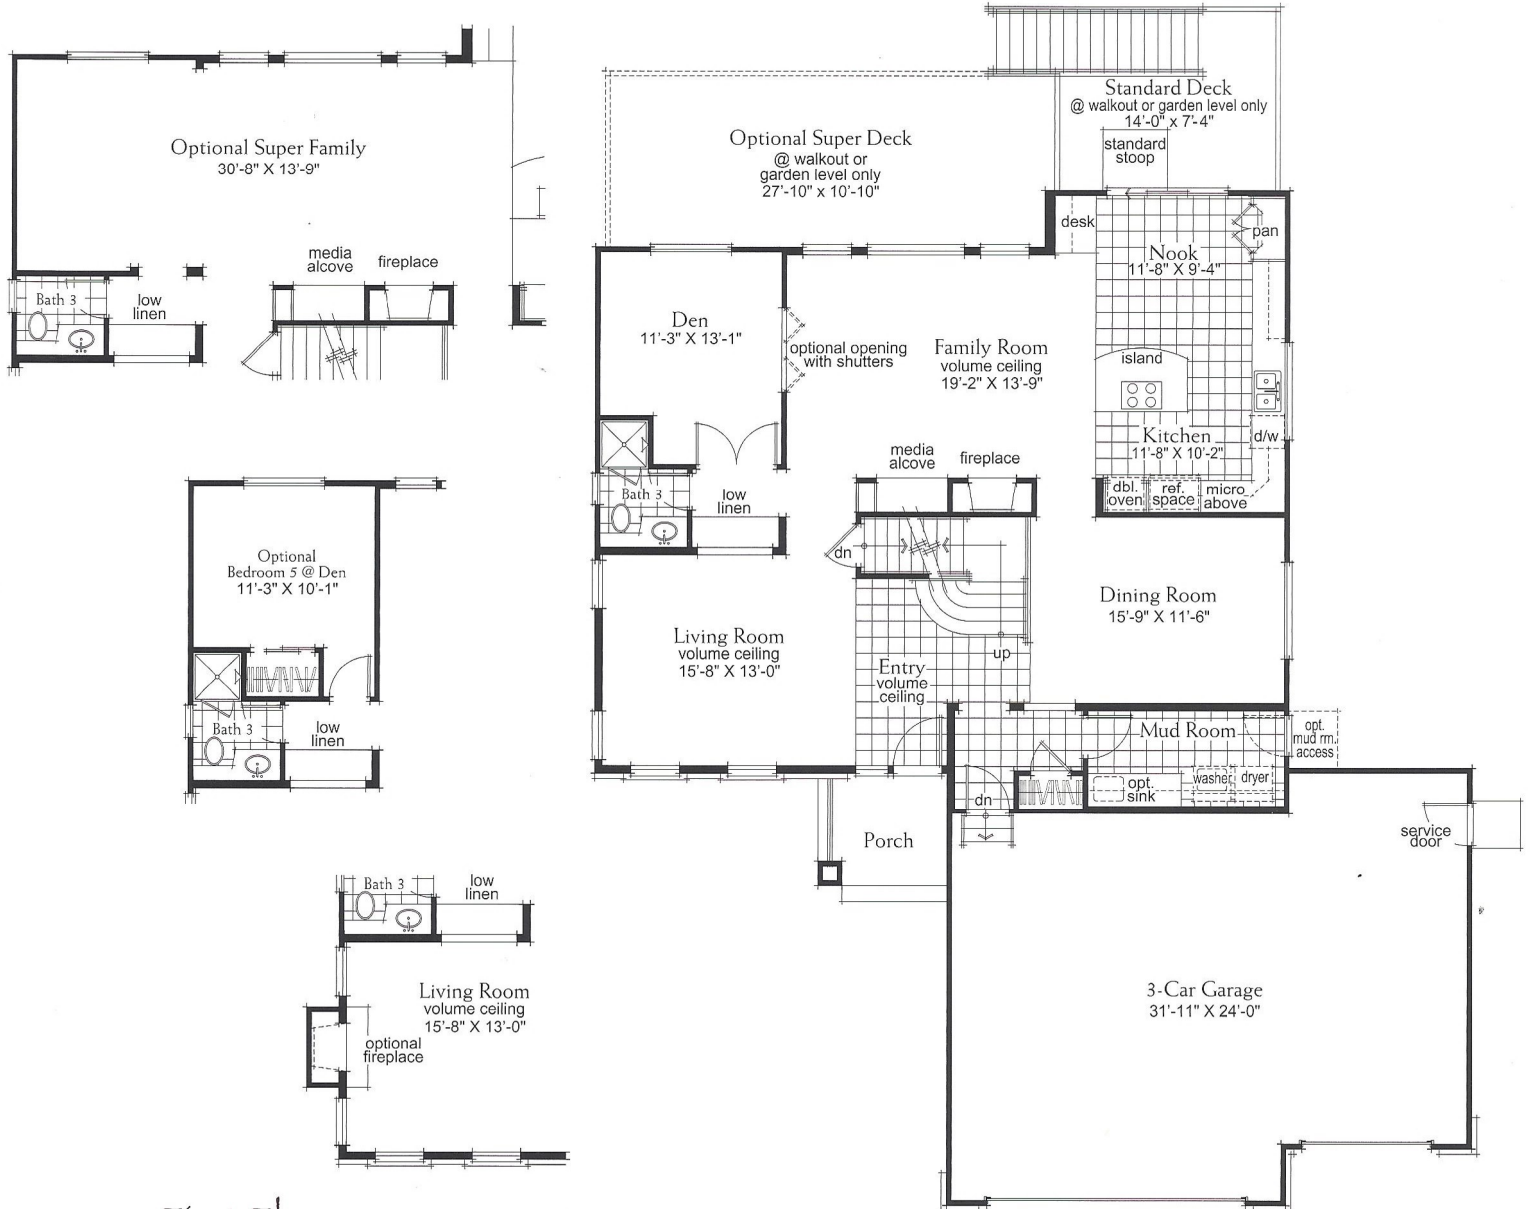 Optional Super Family
30'-8" X 13'-9"
media
alcove
fireplace
Bath 3
low
linen
Optional
Bedroom 5 @ Den
11'-3" X 10'-1"
Bath 3
low
linen
Bath 3
low
linen
Living Room
volume ceiling
15'-8" X 13'-0"
optional
fireplace
Standard Deck
@ walkout or garden level only
14'-0" x 7'-4"
standard
stoop
Optional Super Deck
@ walkout or
garden level only
27'-10" x 10'-10"
desk
pan
Nook
11'-8" X 9'-4"
Den
11'-3" X 13'-1"
optional opening
with shutters
Family Room
volume ceiling
19'-2" X 13'-9"
island
Kitchen
11'-8" X 10'-2"
d/w
media
alcove
fireplace
dbl.
oven
ref.
space
micro
above
Bath 3
low
linen
dn
Dining Room
15'-9" X 11'-6"
Living Room
volume ceiling
15'-8" X 13'-0"
up
Entry
volume
ceiling
Mud Room
opt.
mud rm.
access
washer
dryer
opt.
sink
dn
Porch
service
door
3-Car Garage
31'-11" X 24'-0"